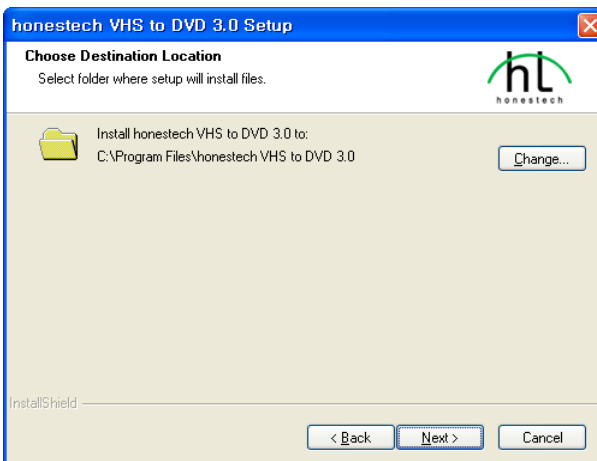 honestech VHS to DVD 3.0 Setup
Choose Destination Location
Select folder where setup will install files.
ht
honestech
Install honestech VHS to DVD 3.0 to:
C:\Program Files\honestech VHS to DVD 3.0
Change...
InstallShield
< Back
Next >
Cancel